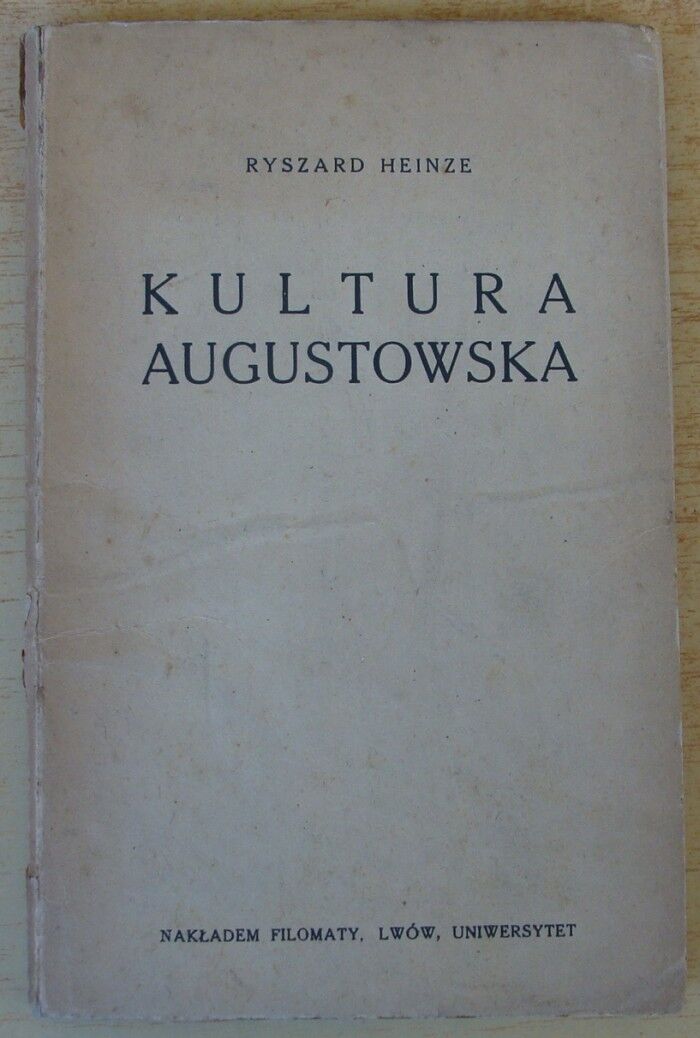 RYSZARD HEINZE
KULTURA
AUGUSTOWSKA
NAKŁADEM FILOMATY, LWÓW, UNIWERSYTET